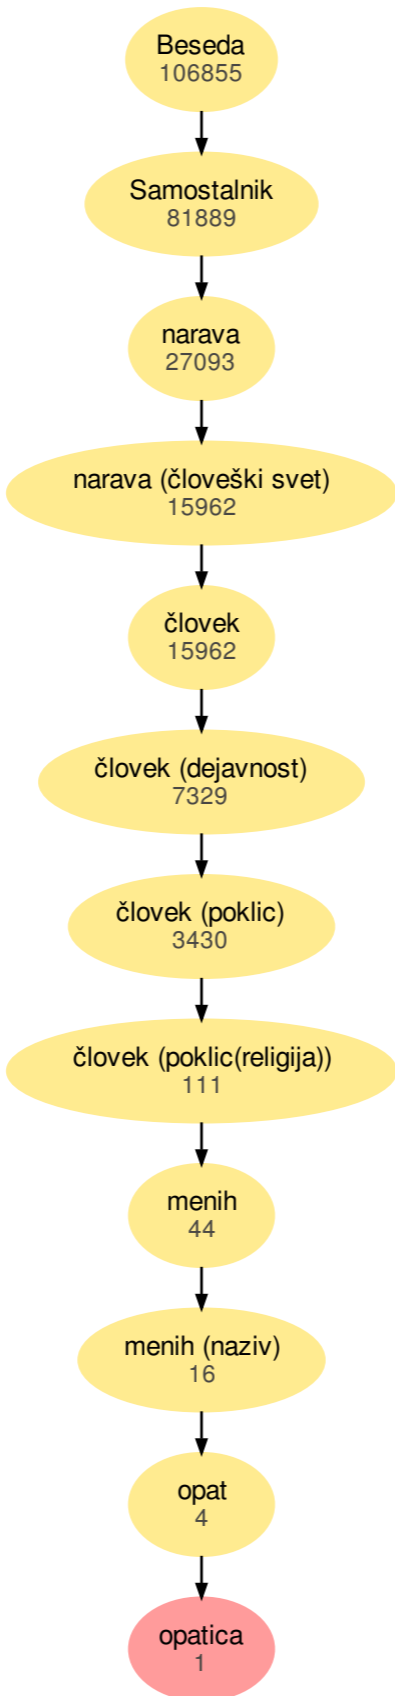 Beseda
106855
Samostalnik
81889
narava
27093
narava (človeški svet)
15962
človek
15962
človek (dejavnost)
7329
človek (poklic)
3430
človek (poklic(religija))
111
menih
44
menih (naziv)
16
opat
4
opatica
1